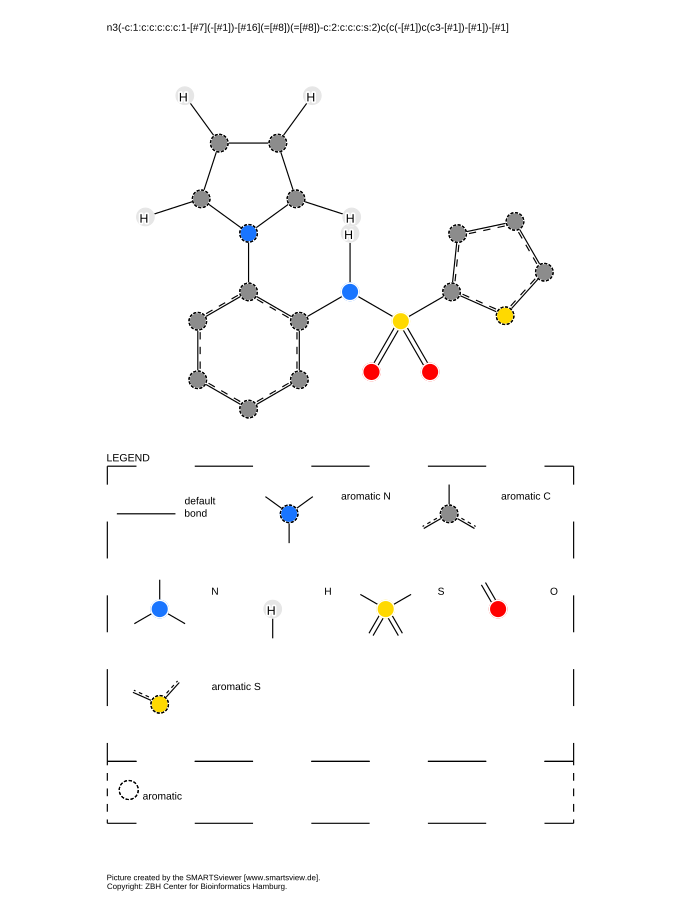 n3(-c:1:c:c:c:c:c:1-[#7](-[#1])-[#16](=[#8])(=[#8])-c:2:c:c:c:s:2)c(c(-[#1])c(c3-[#1])-[#1])-[#1]
H H
H H
H
LEGEND
default
bond
aromatic N
aromatic C
N
H
H
S
O
aromatic S
aromatic
Picture created by the SMARTSviewer [www.smartsview.de].
Copyright: ZBH Center for Bioinformatics Hamburg.